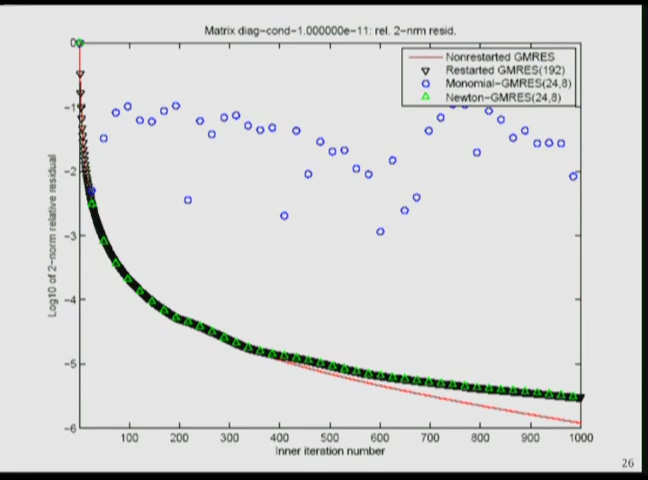 Matrix diag-cond-1.000000e-11: rel. 2-nrm resid.
Nonrestarted GMRES
Restarted GMRES(192)
Monomial-GMRES(24,8)
Newton-GMRES(24,8)
Log10 of 2-norm relative residual
0
-1
-2
-3
-4
-5
-6
100 200 300 400 500 600 700 800 900 1000
Inner iteration number
26